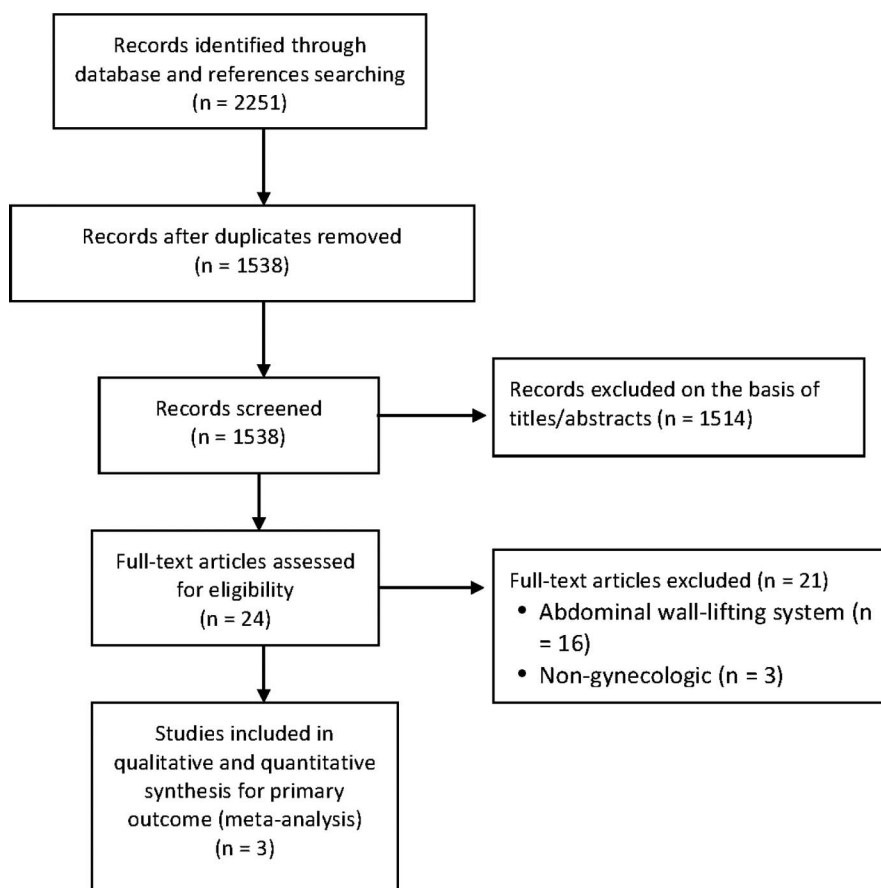 Records identified through
database and references searching
(n = 2251)
Records after duplicates removed
(n = 1538)
Records screened
(n = 1538)
Records excluded on the basis of
titles/abstracts (n = 1514)
Full-text articles assessed
for eligibility
(n = 24)
Full-text articles excluded (n = 21)
• Abdominal wall-lifting system (n
= 16)
• Non-gynecologic (n = 3)
Studies included in
qualitative and quantitative
synthesis for primary
outcome (meta-analysis)
(n = 3)